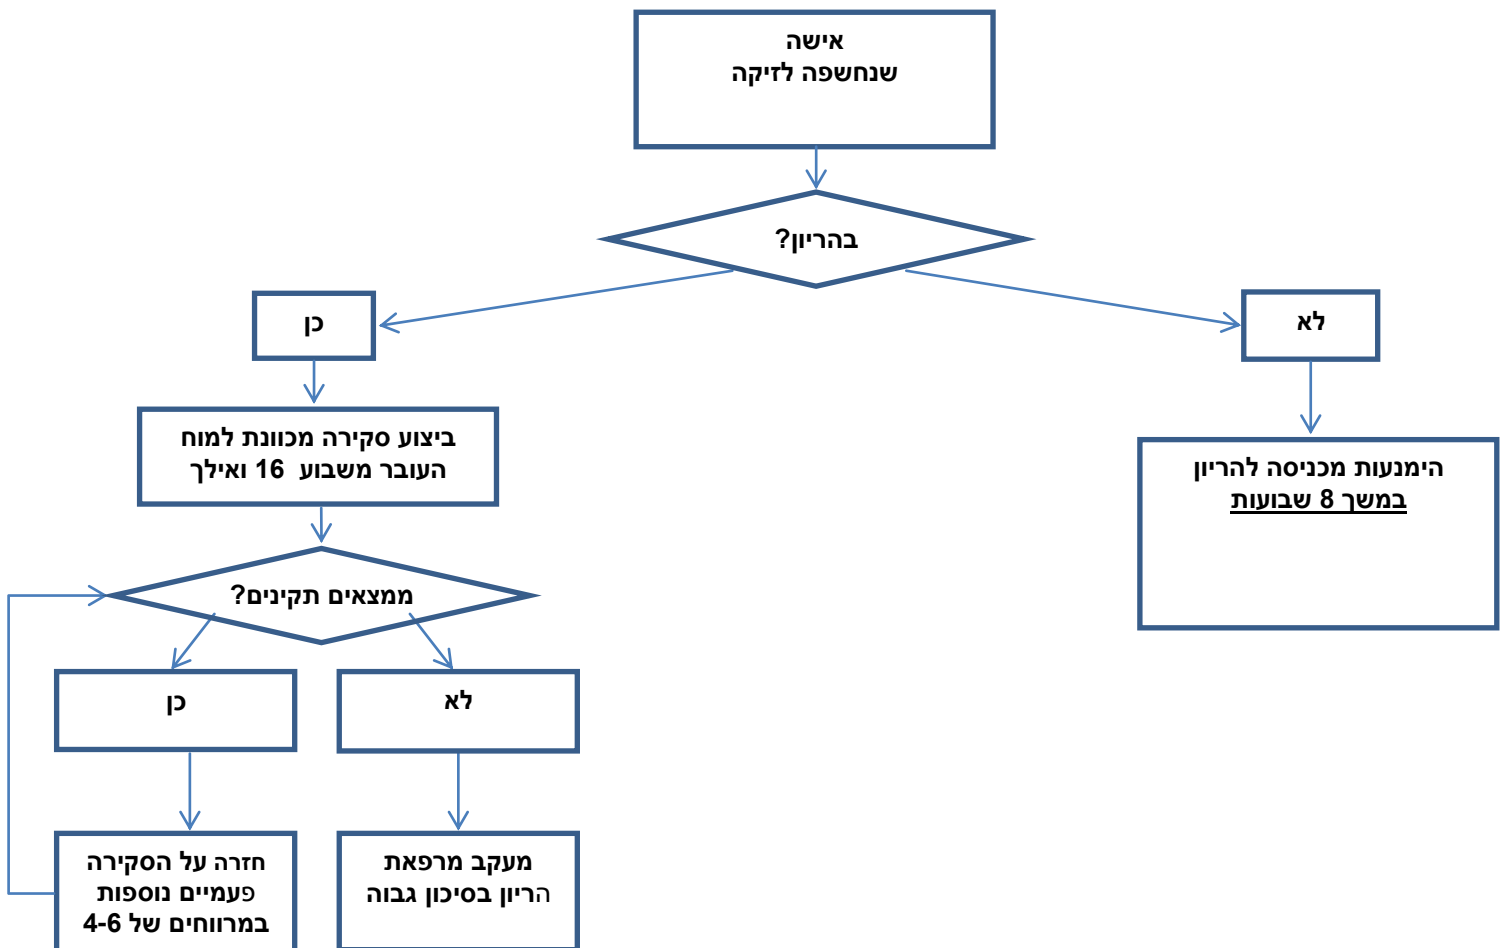 אישה
שנחשפה לזיקה
בהריון?
כן
לא
ביצוע סקירה מכוונת למוח
העובר משבוע 16 ואילך
הימנעות מכניסה להריון
במשך 8 שבועות
ממצאים תקינים?
כן
לא
חזרה על הסקירה
פעמיים נוספות
במרווחים של 4-6
מעקב מרפאת
הריון בסיכון גבוה